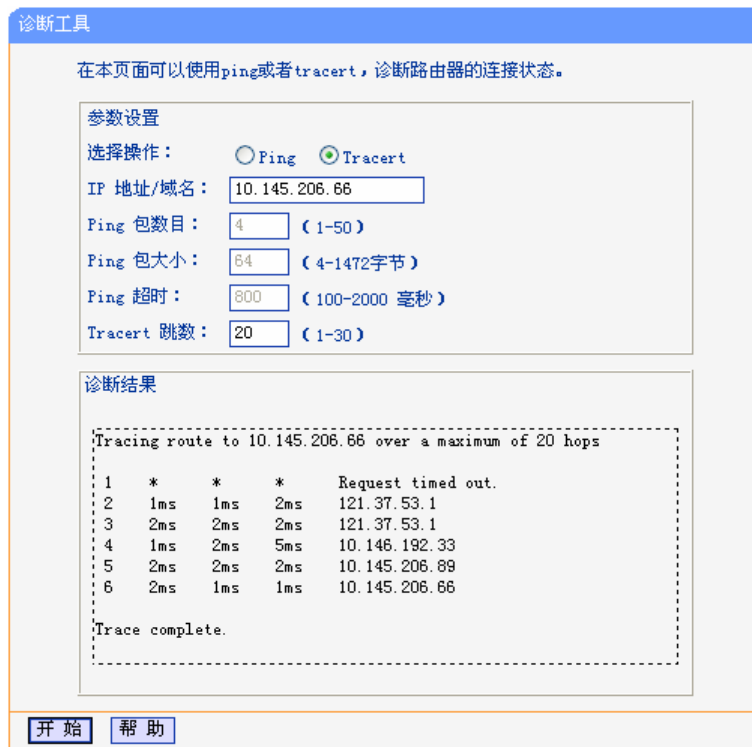 诊断工具
在本页面可以使用ping或者tracert，诊断路由器的连接状态。
参数设置
选择操作： Ping Tracert
IP 地址/域名： 10.145.206.66
Ping 包数目： 4 （1-50）
Ping 包大小： 64 （4-1472字节）
Ping 超时： 800 （100-2000 毫秒）
Tracert 跳数： 20 （1-30）
诊断结果
Tracing route to 10.145.206.66 over a maximum of 20 hops
1 * * * Request timed out.
2 1ms 1ms 2ms 121.37.53.1
3 2ms 2ms 2ms 121.37.53.1
4 1ms 2ms 5ms 10.146.192.33
5 2ms 2ms 2ms 10.145.206.89
6 2ms 1ms 1ms 10.145.206.66
Trace complete.
开 始 帮 助